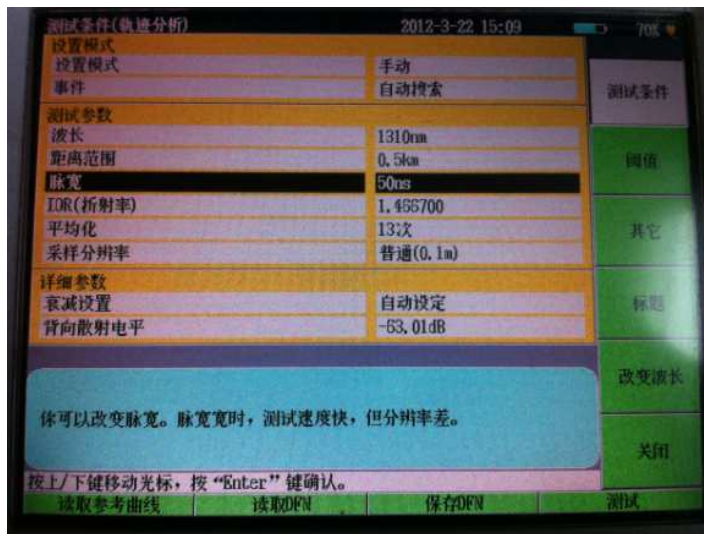 测试条件(轨迹分析) 2012-3-22 15:09 70%
设置模式
设置模式 手动
事件 自动搜索
测试条件
测试参数
波长 1310nm
距离范围 0.5km
阈值
脉宽 50ns
IOR(折射率) 1.466700
平均化 13次
其它
采样分辨率 普通(0.1m)
详细参数
衰减设置 自动设定
标题
背向散射电平 -63.01dB
改变波长
你可以改变脉宽。脉宽宽时，测试速度快，但分辨率差。
关闭
按上/下键移动光标，按“Enter”键确认。
读取参考曲线 读取DFN 保存DFN 测试